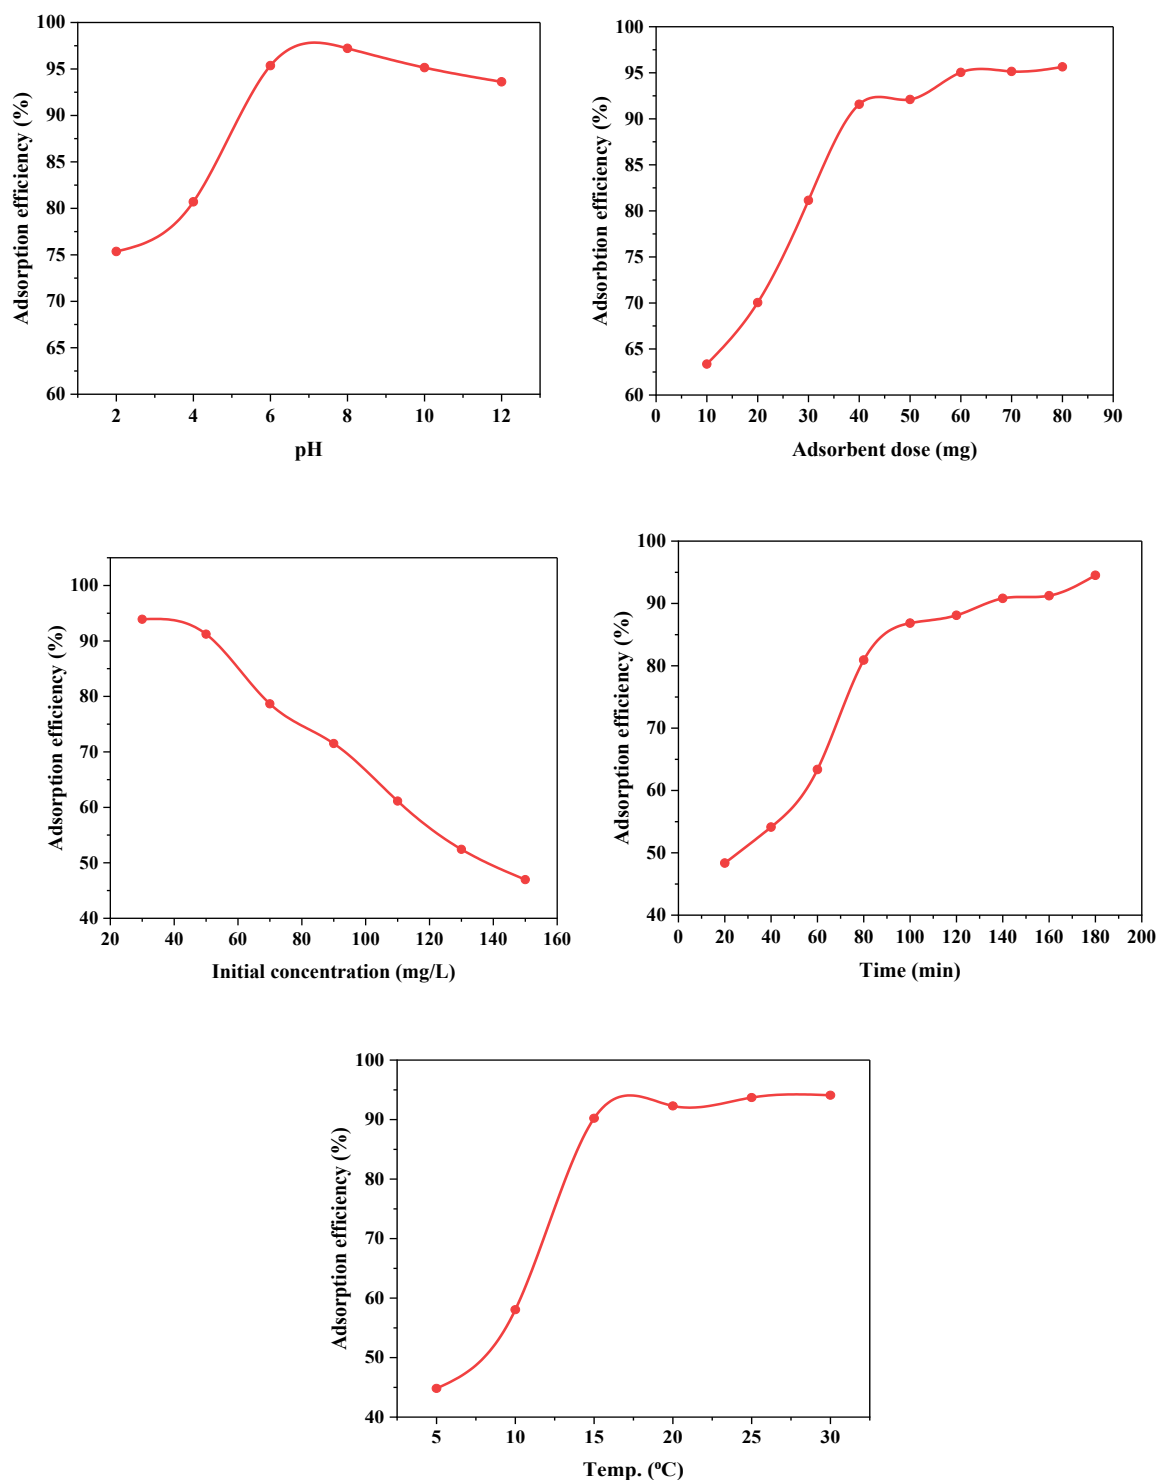 Adsorption efficiency (%)
100
95
90
85
80
75
70
65
60
2 4 6 8 10 12
pH
Adsorbtion efficiency (%)
100
95
90
85
80
75
70
65
60
0 10 20 30 40 50 60 70 80 90
Adsorbent dose (mg)
Adsorption efficiency (%)
100
90
80
70
60
50
40
20 40 60 80 100 120 140 160
Initial concentration (mg/L)
Adsorption efficiency (%)
100
90
80
70
60
50
40
0 20 40 60 80 100 120 140 160 180 200
Time (min)
Adsorption efficiency (%)
100
90
80
70
60
50
40
5 10 15 20 25 30
Temp. (⁰C)